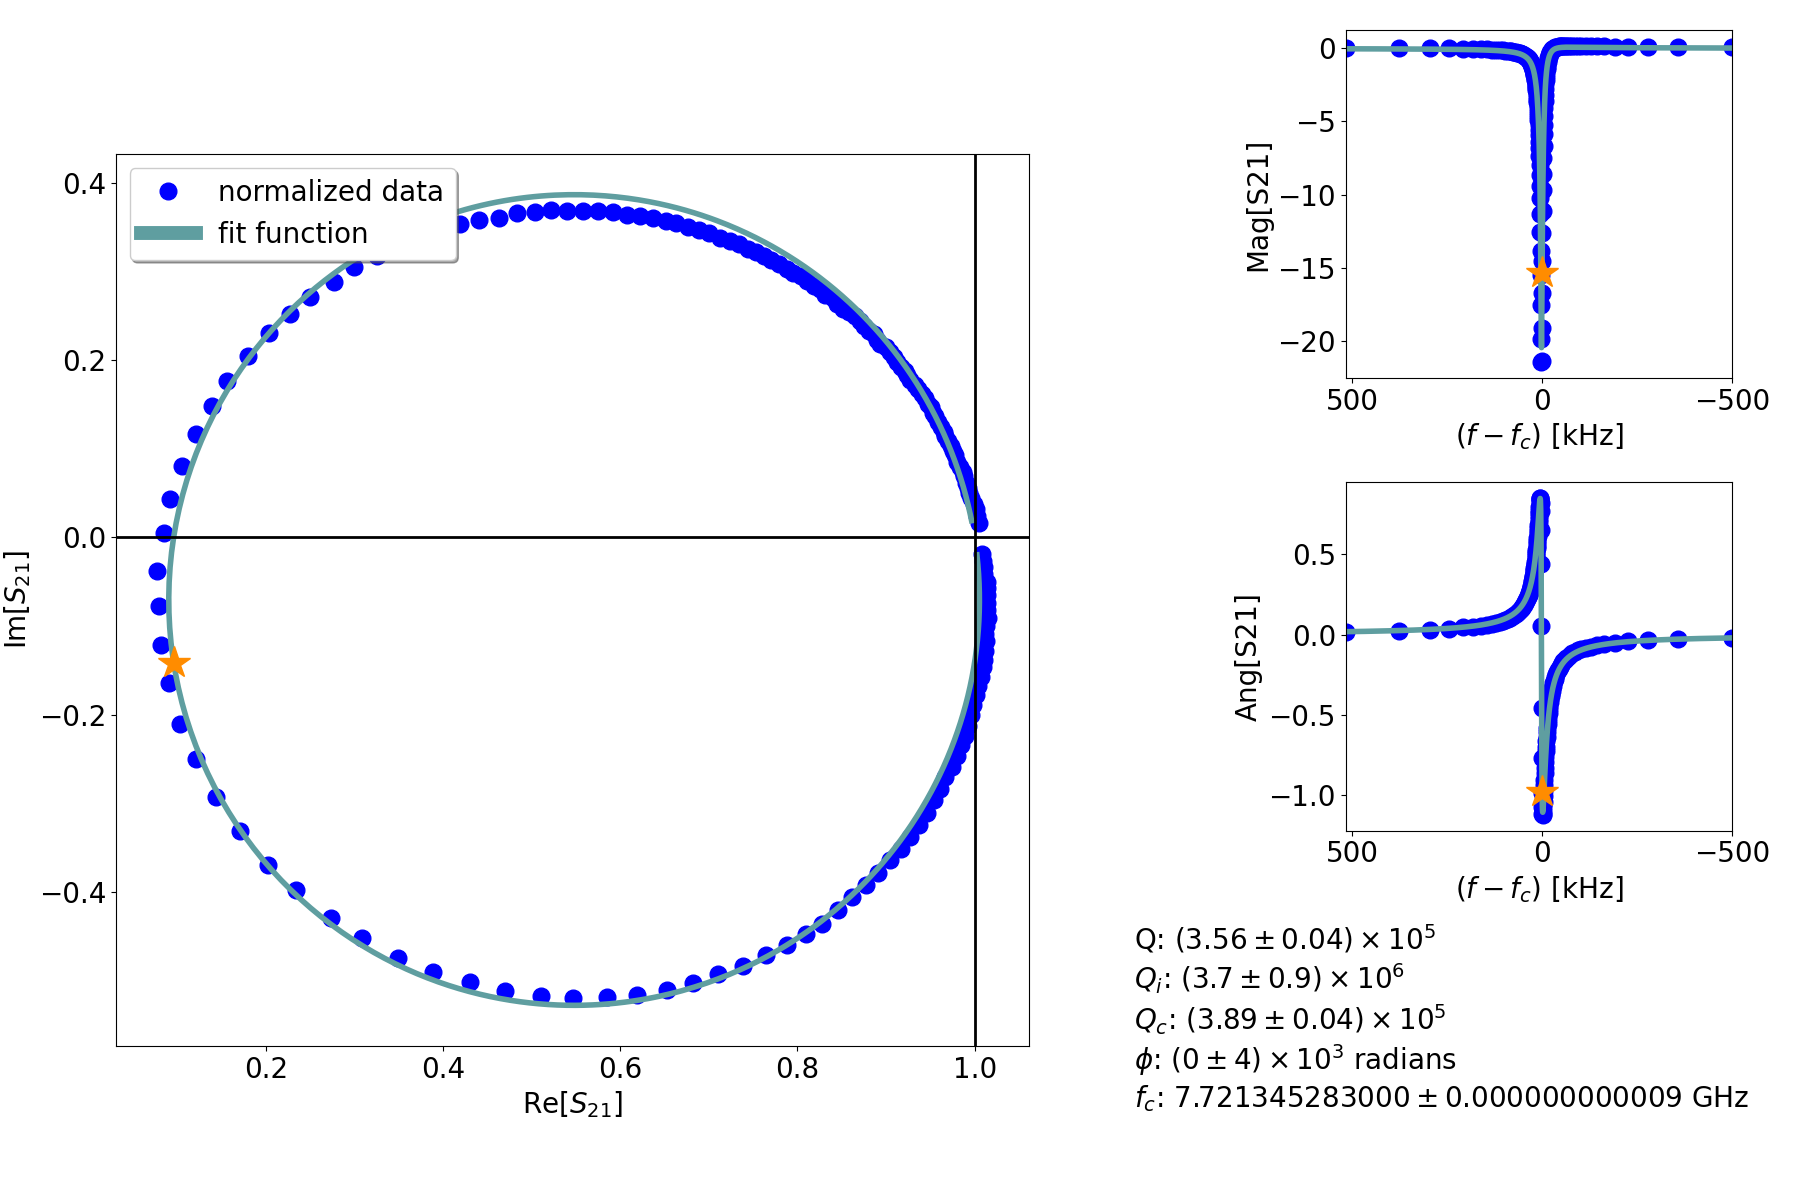 normalized data
fit function
0.4
0.2
0.0
−0.2
−0.4
Im[S21]
0.2
0.4
0.6
0.8
1.0
Re[S21]
0
−5
−10
−15
−20
Mag[S21]
500
0
−500
(f − fc) [kHz]
0.5
0.0
−0.5
−1.0
Ang[S21]
500
0
−500
(f − fc) [kHz]
Q: (3.56 ± 0.04) × 10^5
Qi: (3.7 ± 0.9) × 10^6
Qc: (3.89 ± 0.04) × 10^5
ϕ: (0 ± 4) × 10^3 radians
fc: 7.721345283000 ± 0.000000000009 GHz